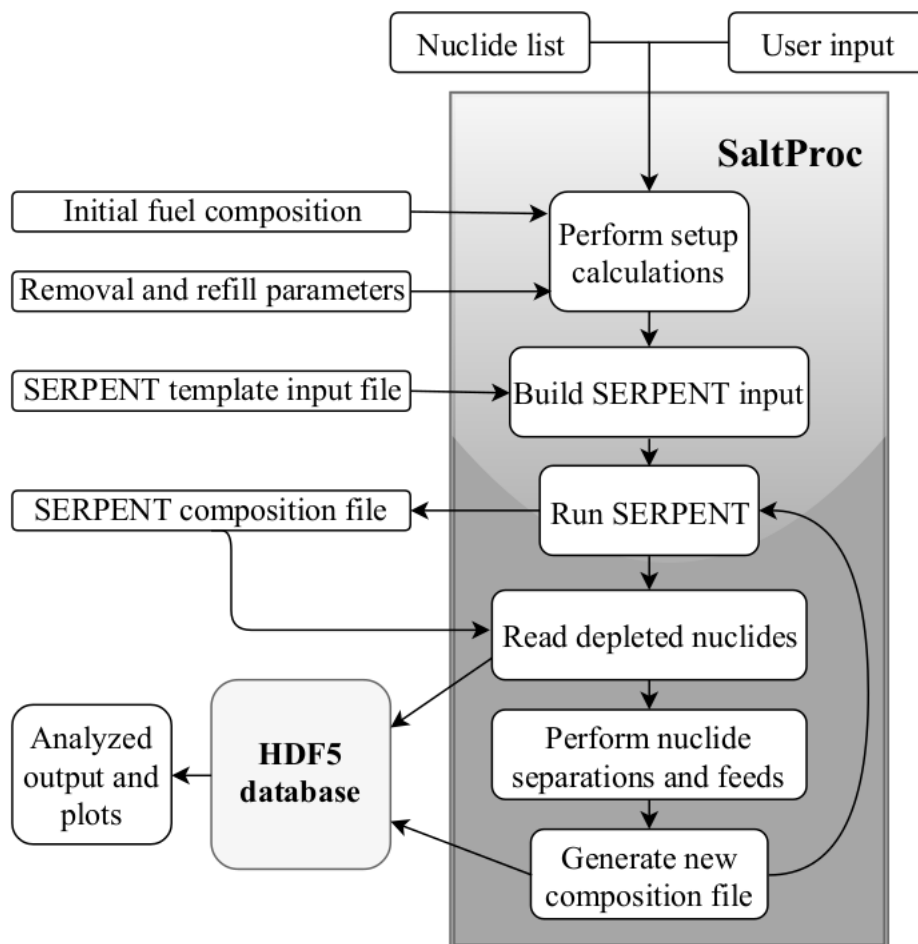 Nuclide list
User input
SaltProc
Initial fuel composition
Perform setup
calculations
Removal and refill parameters
SERPENT template input file
Build SERPENT input
SERPENT composition file
Run SERPENT
Read depleted nuclides
Analyzed
output and
plots
HDF5
database
Perform nuclide
separations and feeds
Generate new
composition file